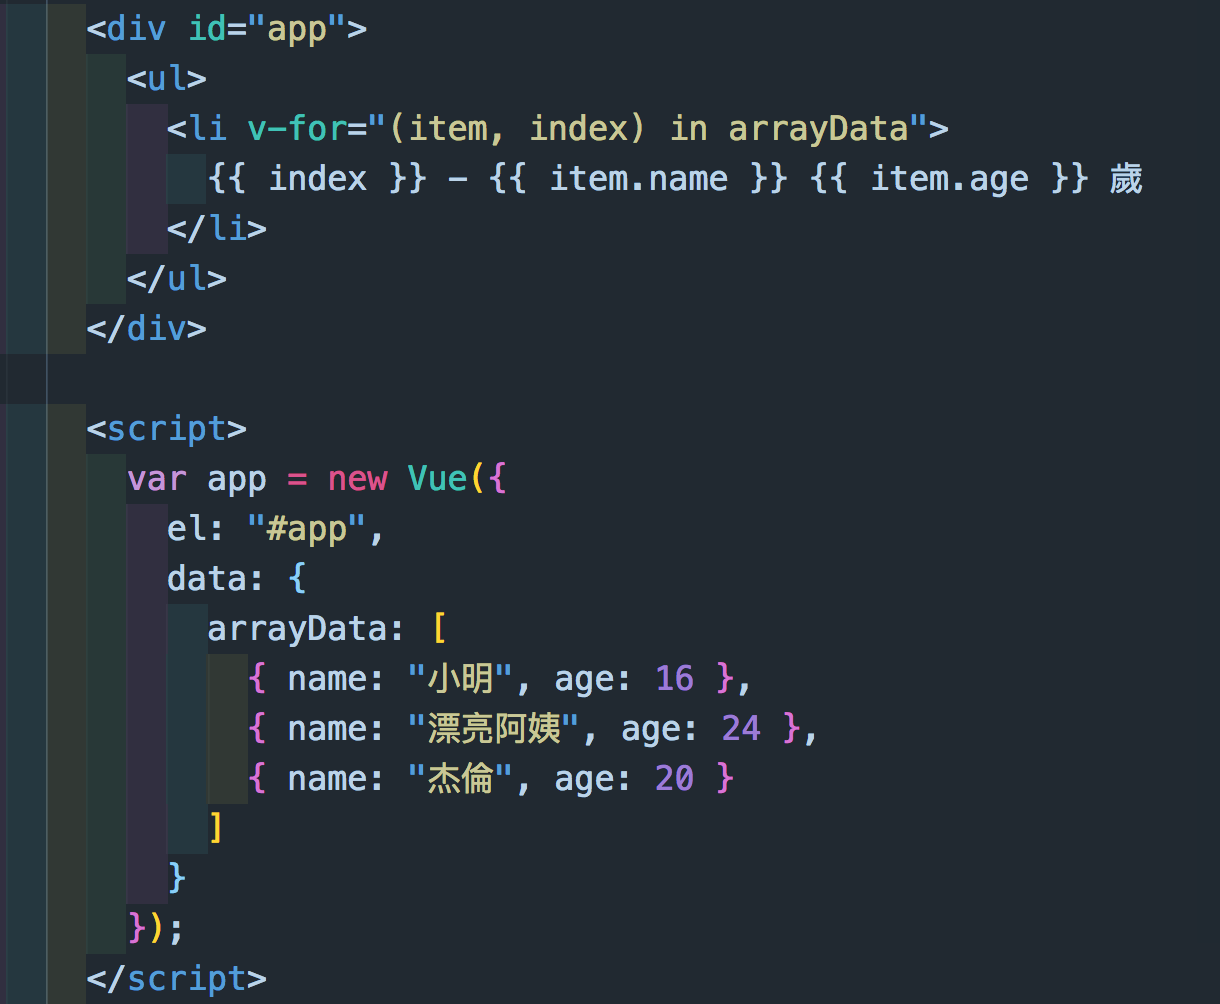 <div id="app">
<ul>
<li v-for="(item, index) in arrayData">
{{ index }} - {{ item.name }} {{ item.age }} 歲
</li>
</ul>
</div>
<script>
var app = new Vue({
el: "#app",
data: {
arrayData: [
{ name: "小明", age: 16 },
{ name: "漂亮阿姨", age: 24 },
{ name: "杰倫", age: 20 }
]
}
});
</script>